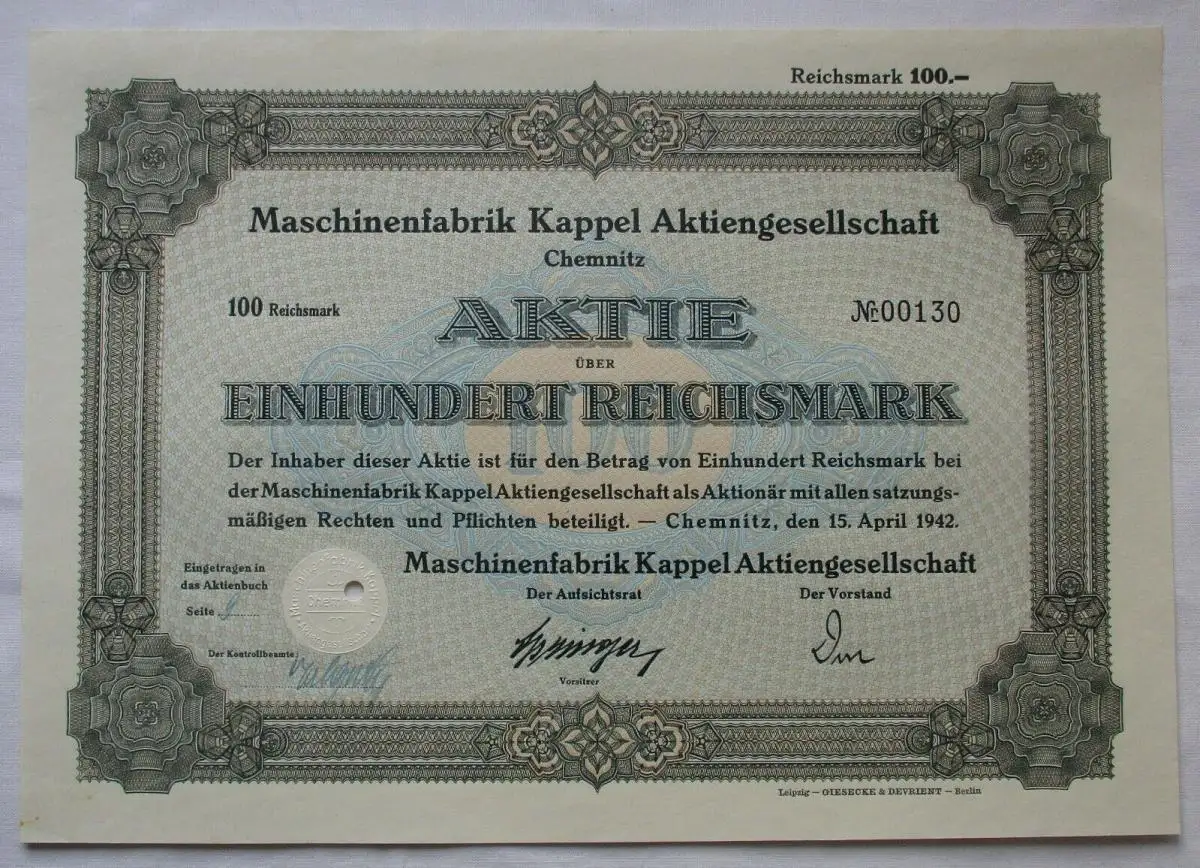 Reichsmark 100.—
Maschinenfabrik Kappel Aktiengesellschaft
Chemnitz
100 Reichsmark
AKTIE
№ 00130
ÜBER
EINHUNDERT REICHSMARK
100
Der Inhaber dieser Aktie ist für den Betrag von Einhundert Reichsmark bei
der Maschinenfabrik Kappel Aktiengesellschaft als Aktionär mit allen satzungs-
mäßigen Rechten und Pflichten beteiligt. — Chemnitz, den 15. April 1942.
Maschinenfabrik Kappel Aktiengesellschaft
Eingetragen in
das Aktienbuch
Seite
Der Aufsichtsrat
Der Vorstand
Der Kontrollbeamte:
Vorsitzer
Leipzig — GIESECKE & DEVRIENT — Berlin